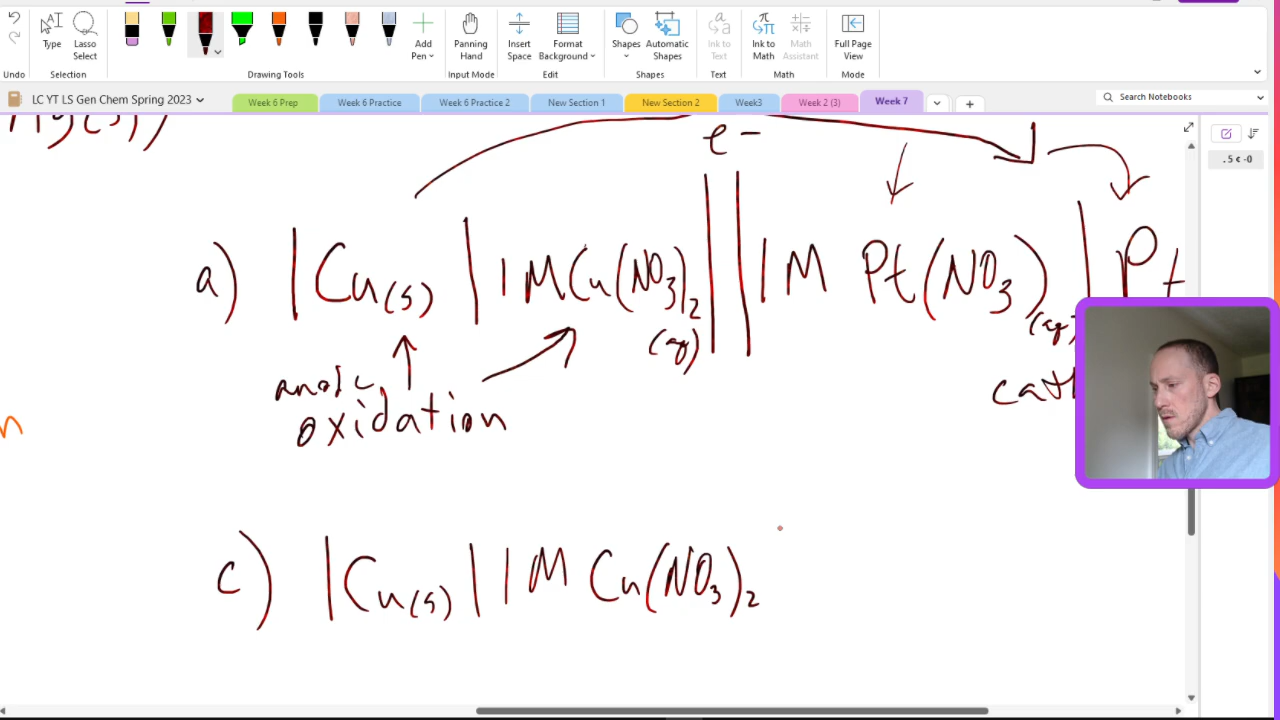 Undo
Type
Lasso Select
Selection
Drawing Tools
Add Pen
Panning Hand
Input Mode
Insert Space
Format Background
Edit
Shapes
Automatic Shapes
Shapes
Ink to Text
Text
Ink to Math
Math Assistant
Math
Full Page View
Mode
LC YT LS Gen Chem Spring 2023
Week 6 Prep
Week 6 Practice
Week 6 Practice 2
New Section 1
New Section 2
Week3
Week 2 (3)
Week 7
Search Notebooks
e-
a) | Cu(s) | 1 M Cu(NO3)2 (aq) || 1 M Pt(NO3) (aq) | Pt
anode,
oxidation
n
c) | Cu(s) | 1 M Cu(NO3)2